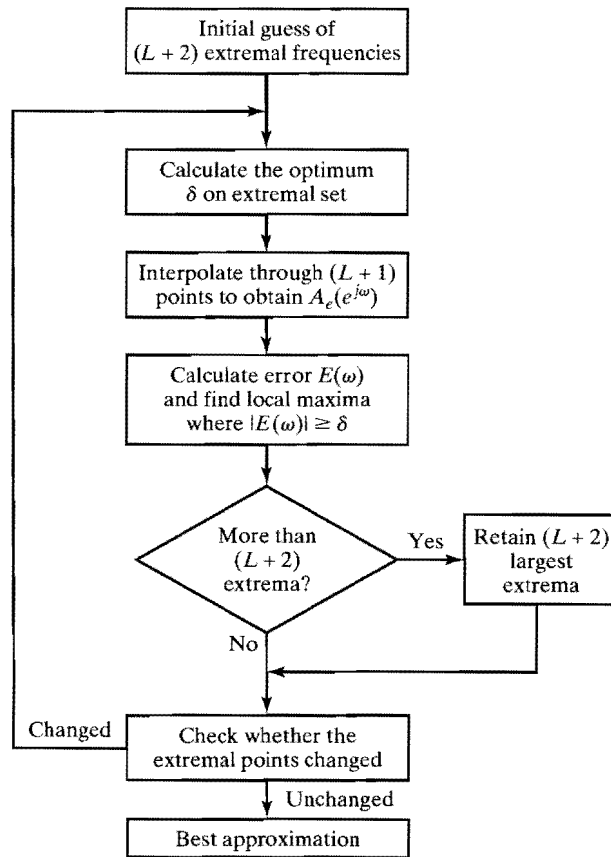 Initial guess of
(L + 2) extremal frequencies
Calculate the optimum
δ on extremal set
Interpolate through (L + 1)
points to obtain Aₑ(e^{jω})
Calculate error E(ω)
and find local maxima
where |E(ω)| ≥ δ
More than
(L + 2)
extrema?
Yes
Retain (L + 2)
largest
extrema
No
Changed
Check whether the
extremal points changed
Unchanged
Best approximation